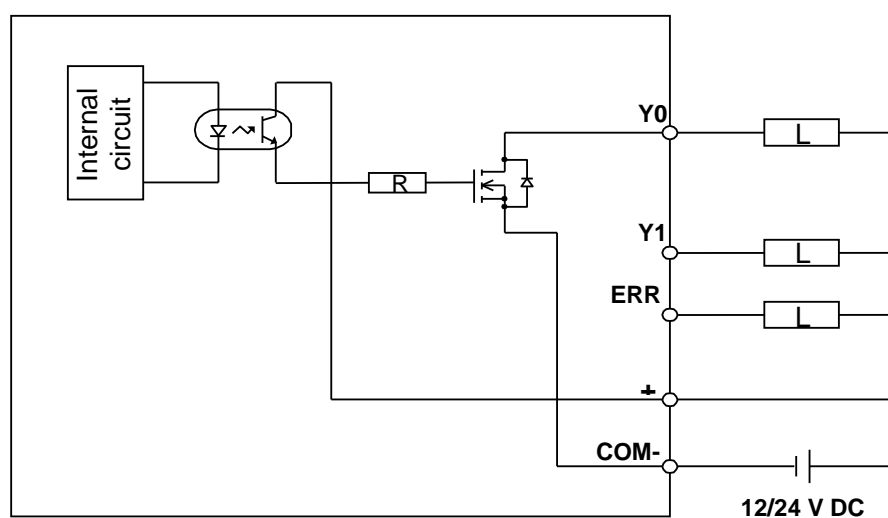 Internal
circuit
R
Y0
L
Y1
L
ERR
L
+
COM-
12/24 V DC